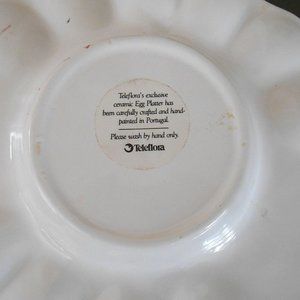 Teleflora's exclusive
ceramic Egg Platter has
been carefully crafted and hand-
painted in Portugal.
Please wash by hand only.
Teleflora